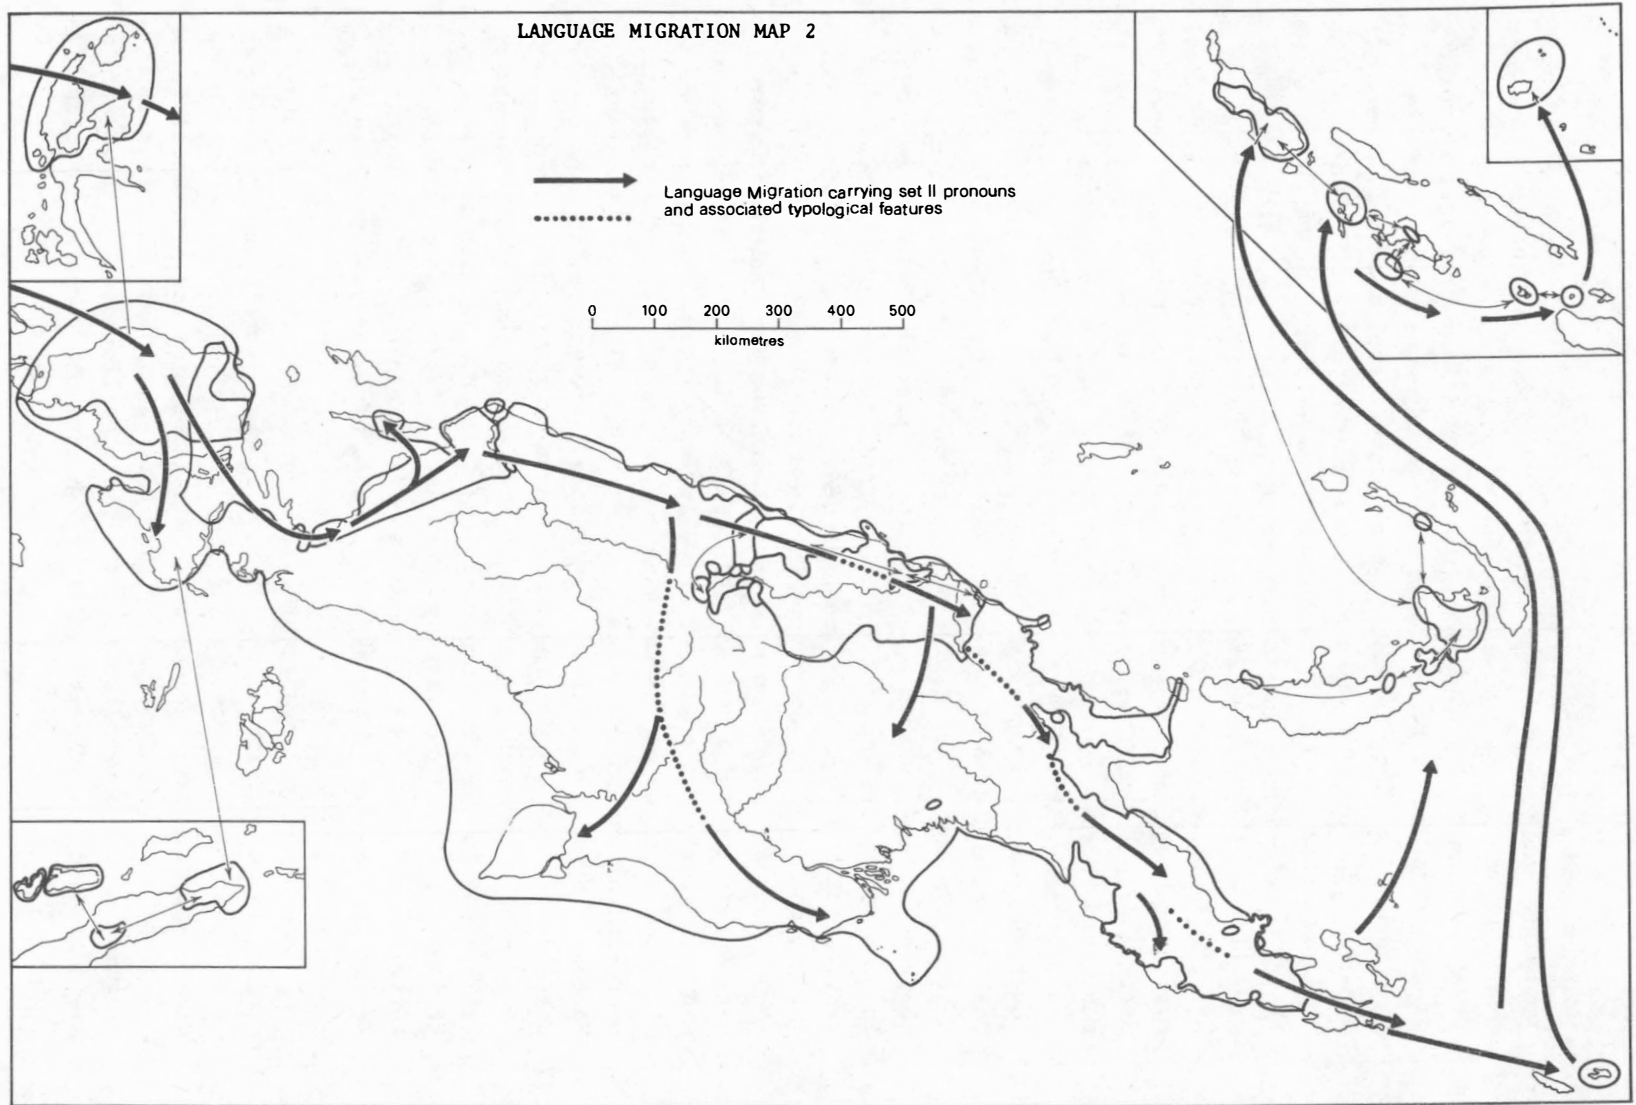 LANGUAGE MIGRATION MAP 2
Language Migration carrying set II pronouns
and associated typological features
0 100 200 300 400 500
kilometres